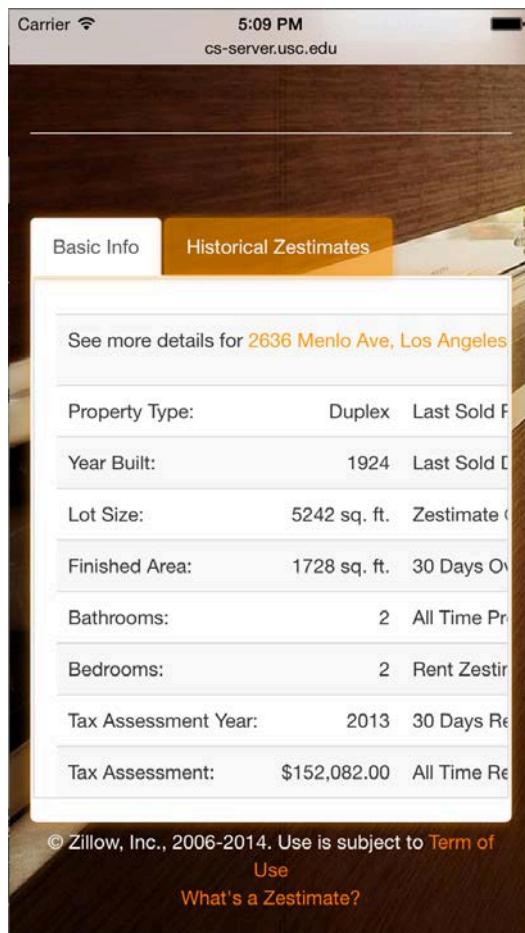 Carrier 5:09 PM
cs-server.usc.edu
Basic Info Historical Zestimates
See more details for 2636 Menlo Ave, Los Angeles
Property Type: Duplex Last Sold
Year Built: 1924 Last Sold
Lot Size: 5242 sq. ft. Zestimate
Finished Area: 1728 sq. ft. 30 Days
Bathrooms: 2 All Time
Bedrooms: 2 Rent
Tax Assessment Year: 2013 30 Days
Tax Assessment: $152,082.00 All Time
© Zillow, Inc., 2006-2014. Use is subject to Term of
Use
What's a Zestimate?